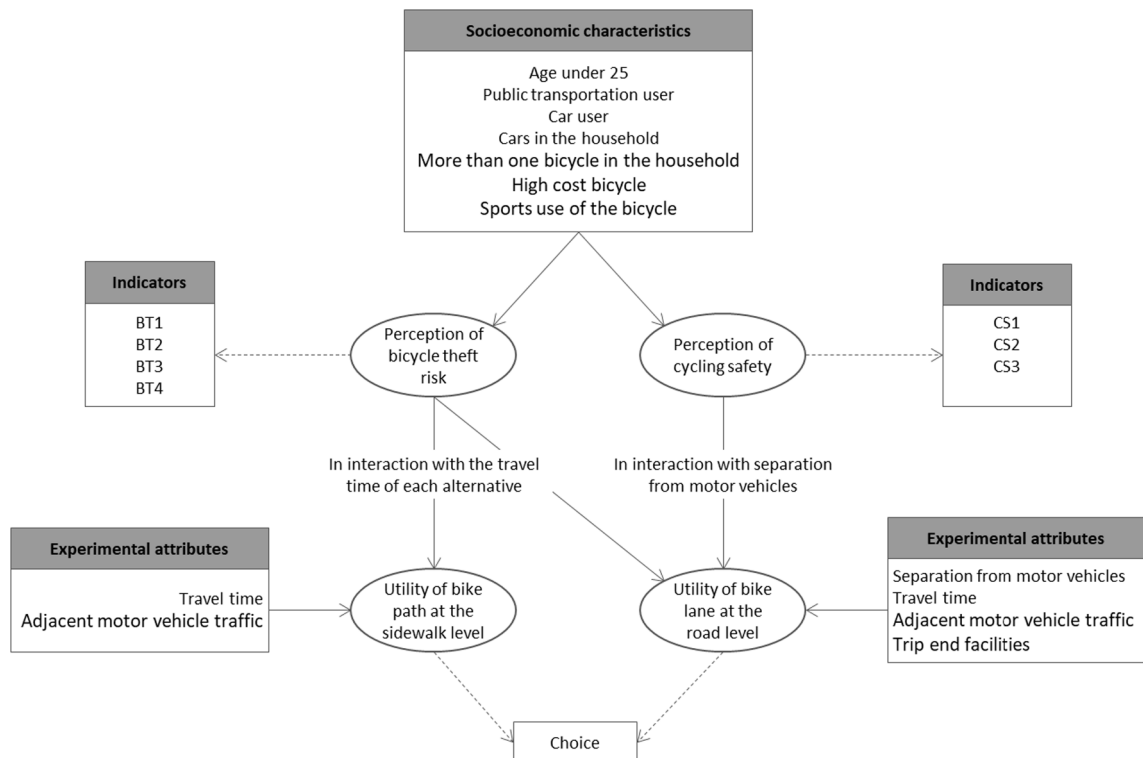 Socioeconomic characteristics
Age under 25
Public transportation user
Car user
Cars in the household
More than one bicycle in the household
High cost bicycle
Sports use of the bicycle
Indicators
BT1
BT2
BT3
BT4
Perception of
bicycle theft
risk
Perception of
cycling safety
Indicators
CS1
CS2
CS3
In interaction with the travel
time of each alternative
In interaction with separation
from motor vehicles
Experimental attributes
Travel time
Adjacent motor vehicle traffic
Utility of bike
path at the
sidewalk level
Utility of bike
lane at the
road level
Experimental attributes
Separation from motor vehicles
Travel time
Adjacent motor vehicle traffic
Trip end facilities
Choice